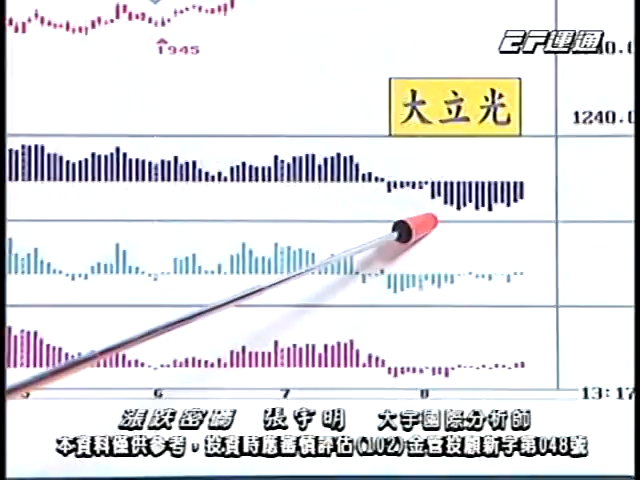 1945
運通
大立光
1240.0
6
7
8
13:17
漲跌密碼 張宇明 大宇國際分析師
本資料僅供參考，投資時應審慎評估(102)金管投顧新字第048號